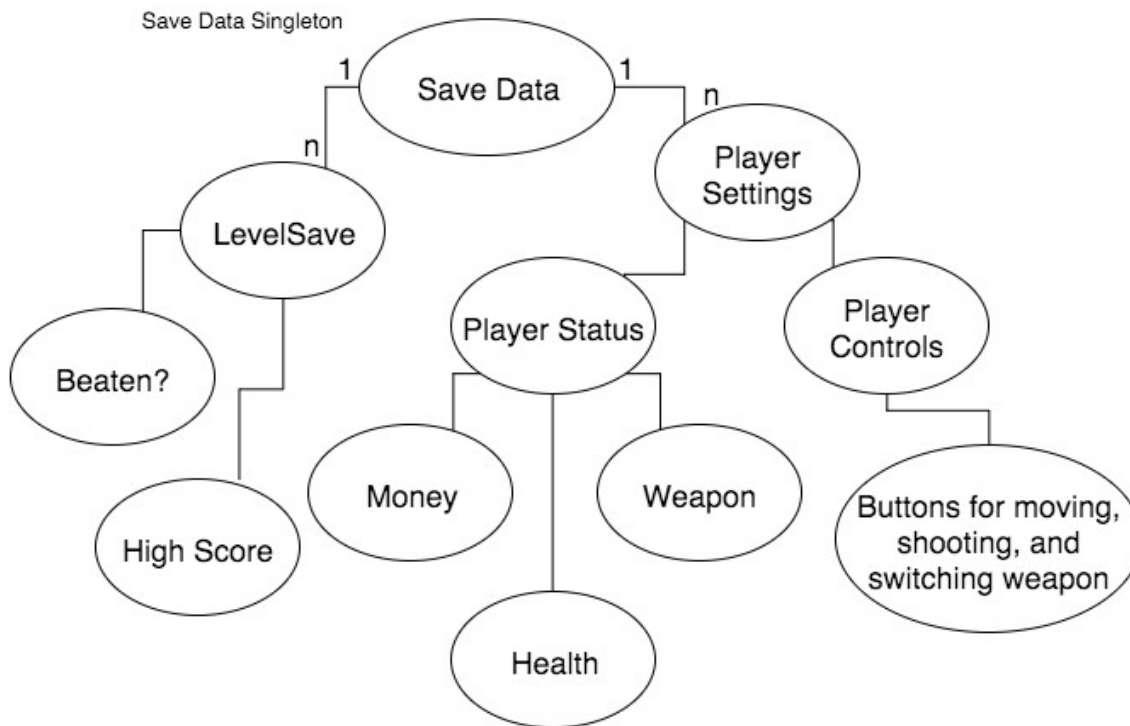 Save Data Singleton
1
Save Data
1
n
n
Player
Settings
LevelSave
Player Status
Player
Controls
Beaten?
Money
Weapon
High Score
Buttons for moving,
shooting, and
switching weapon
Health